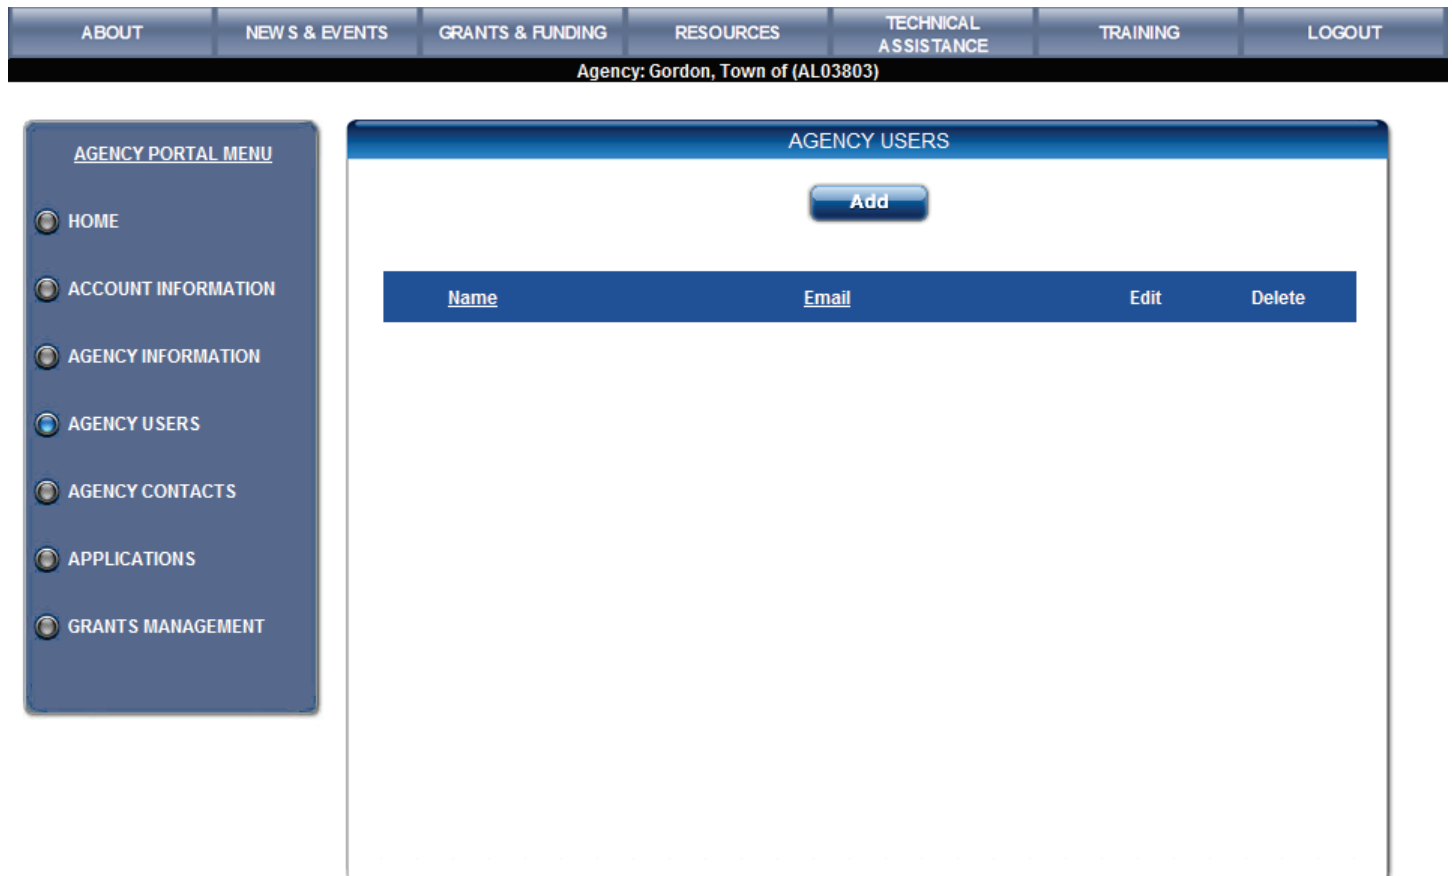 ABOUT NEWS & EVENTS GRANTS & FUNDING RESOURCES TECHNICAL ASSISTANCE TRAINING LOGOUT
Agency: Gordon, Town of (AL03803)
AGENCY PORTAL MENU
HOME
ACCOUNT INFORMATION
AGENCY INFORMATION
AGENCY USERS
AGENCY CONTACTS
APPLICATIONS
GRANTS MANAGEMENT
AGENCY USERS
Add
Name Email Edit Delete